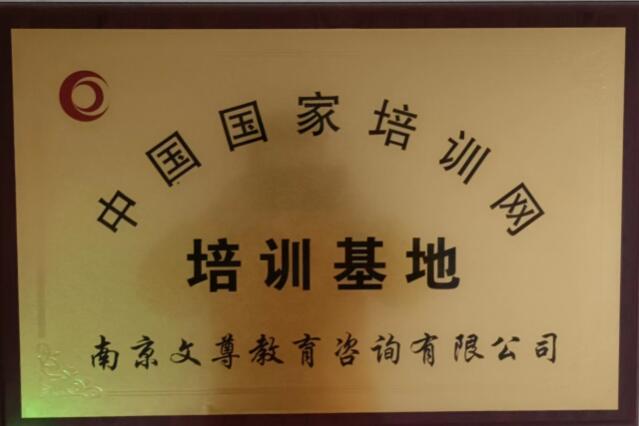 中国国家培训网
培训基地
南京文尊教育咨询有限公司